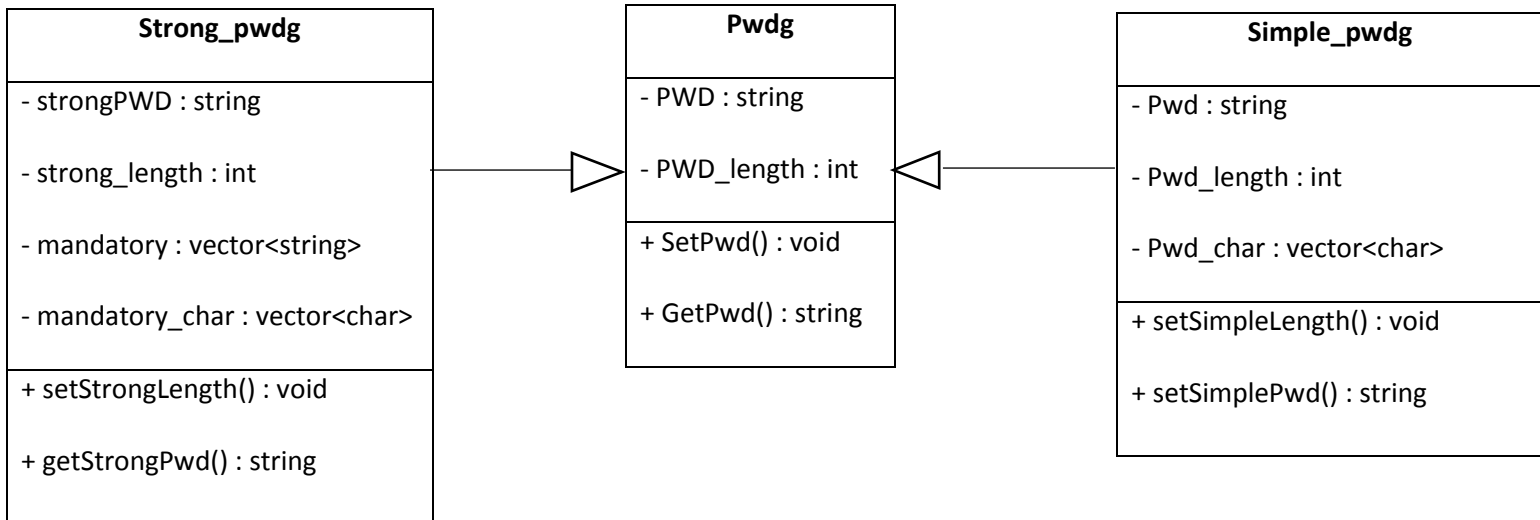 Strong_pwdg
- strongPWD : string
- strong_length : int
- mandatory : vector<string>
- mandatory_char : vector<char>
+ setStrongLength() : void
+ getStrongPwd() : string
Pwdg
- PWD : string
- PWD_length : int
+ SetPwd() : void
+ GetPwd() : string
Simple_pwdg
- Pwd : string
- Pwd_length : int
- Pwd_char : vector<char>
+ setSimpleLength() : void
+ setSimplePwd() : string